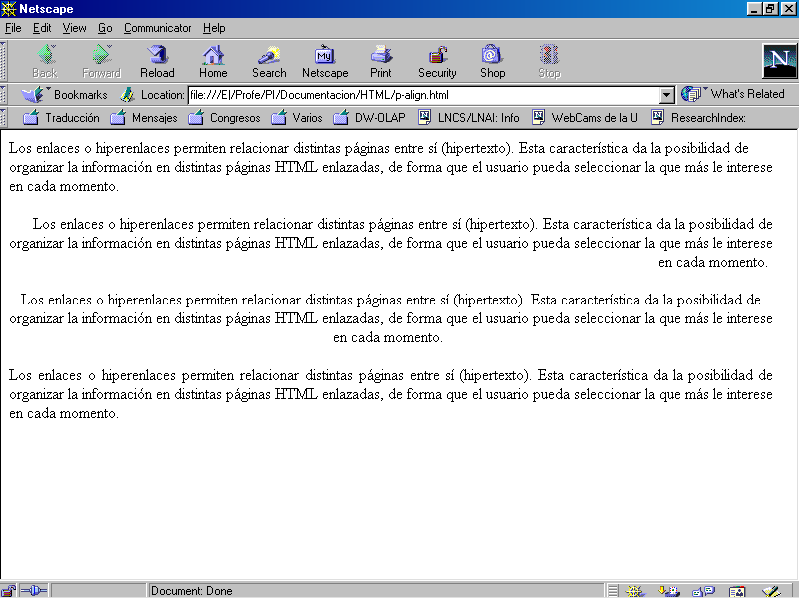 Netscape
File Edit View Go Communicator Help
Back Forward Reload Home Search My Netscape Print Security Shop Stop N
Bookmarks Location: file:///E|/Profe/PI/Documentacion/HTML/p-align.html What's Related
Traducción Mensajes Congresos Varios DW-OLAP LNCS/LNAI: Info WebCams de la U ResearchIndex:
Los enlaces o hiperenlaces permiten relacionar distintas páginas entre sí (hipertexto). Esta característica da la posibilidad de
organizar la información en distintas páginas HTML enlazadas, de forma que el usuario pueda seleccionar la que más le interese
en cada momento.
Los enlaces o hiperenlaces permiten relacionar distintas páginas entre sí (hipertexto). Esta característica da la posibilidad de
organizar la información en distintas páginas HTML enlazadas, de forma que el usuario pueda seleccionar la que más le interese
en cada momento.
Los enlaces o hiperenlaces permiten relacionar distintas páginas entre sí (hipertexto). Esta característica da la posibilidad de
organizar la información en distintas páginas HTML enlazadas, de forma que el usuario pueda seleccionar la que más le interese
en cada momento.
Los enlaces o hiperenlaces permiten relacionar distintas páginas entre sí (hipertexto). Esta característica da la posibilidad de
organizar la información en distintas páginas HTML enlazadas, de forma que el usuario pueda seleccionar la que más le interese
en cada momento.
Document: Done